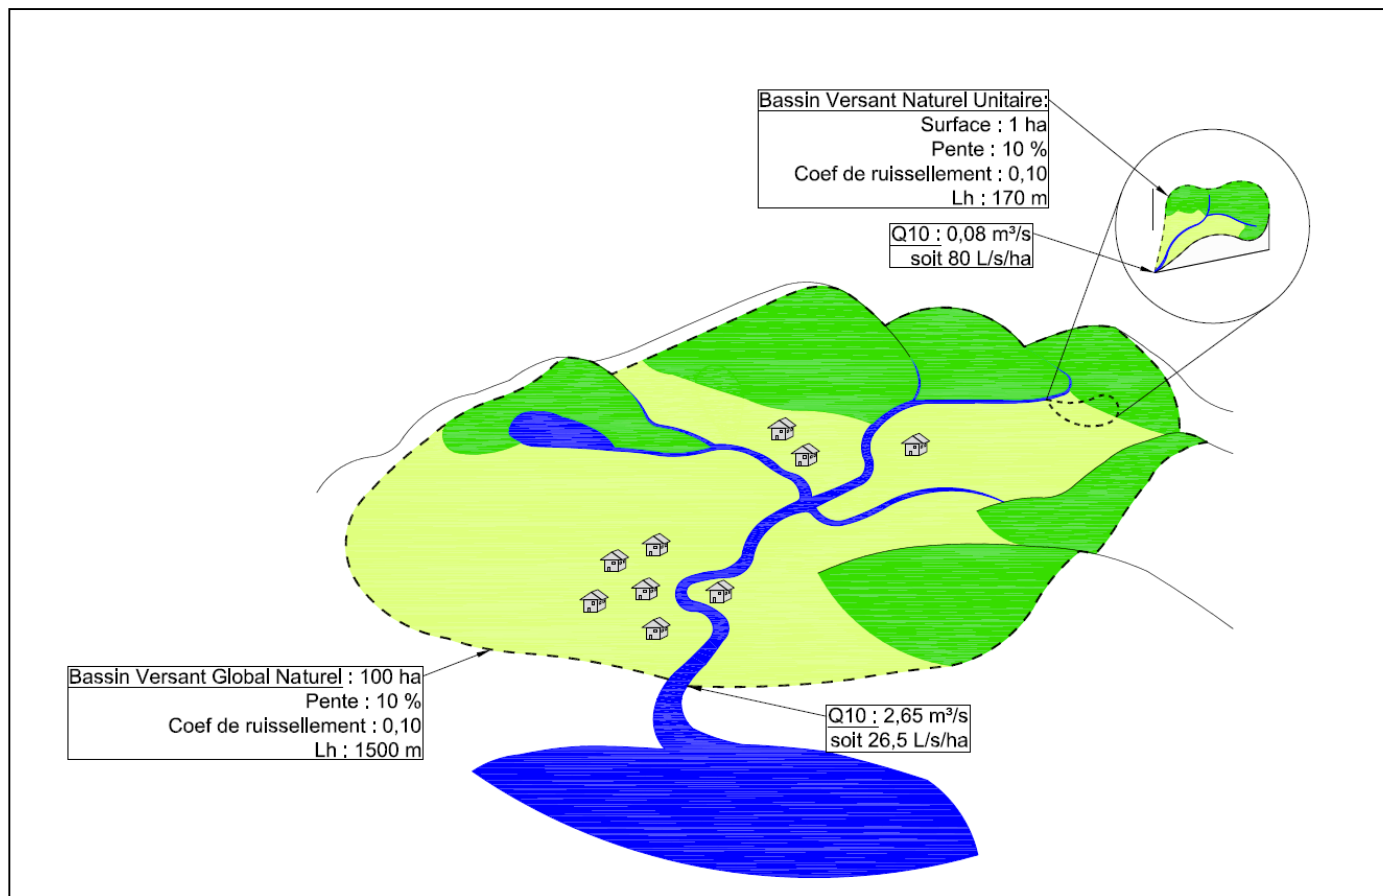 Bassin Versant Naturel Unitaire:
Surface : 1 ha
Pente : 10 %
Coef de ruissellement : 0,10
Lh : 170 m
Q10 : 0,08 m³/s
soit 80 L/s/ha
Bassin Versant Global Naturel : 100 ha
Pente : 10 %
Coef de ruissellement : 0,10
Lh : 1500 m
Q10 : 2,65 m³/s
soit 26,5 L/s/ha